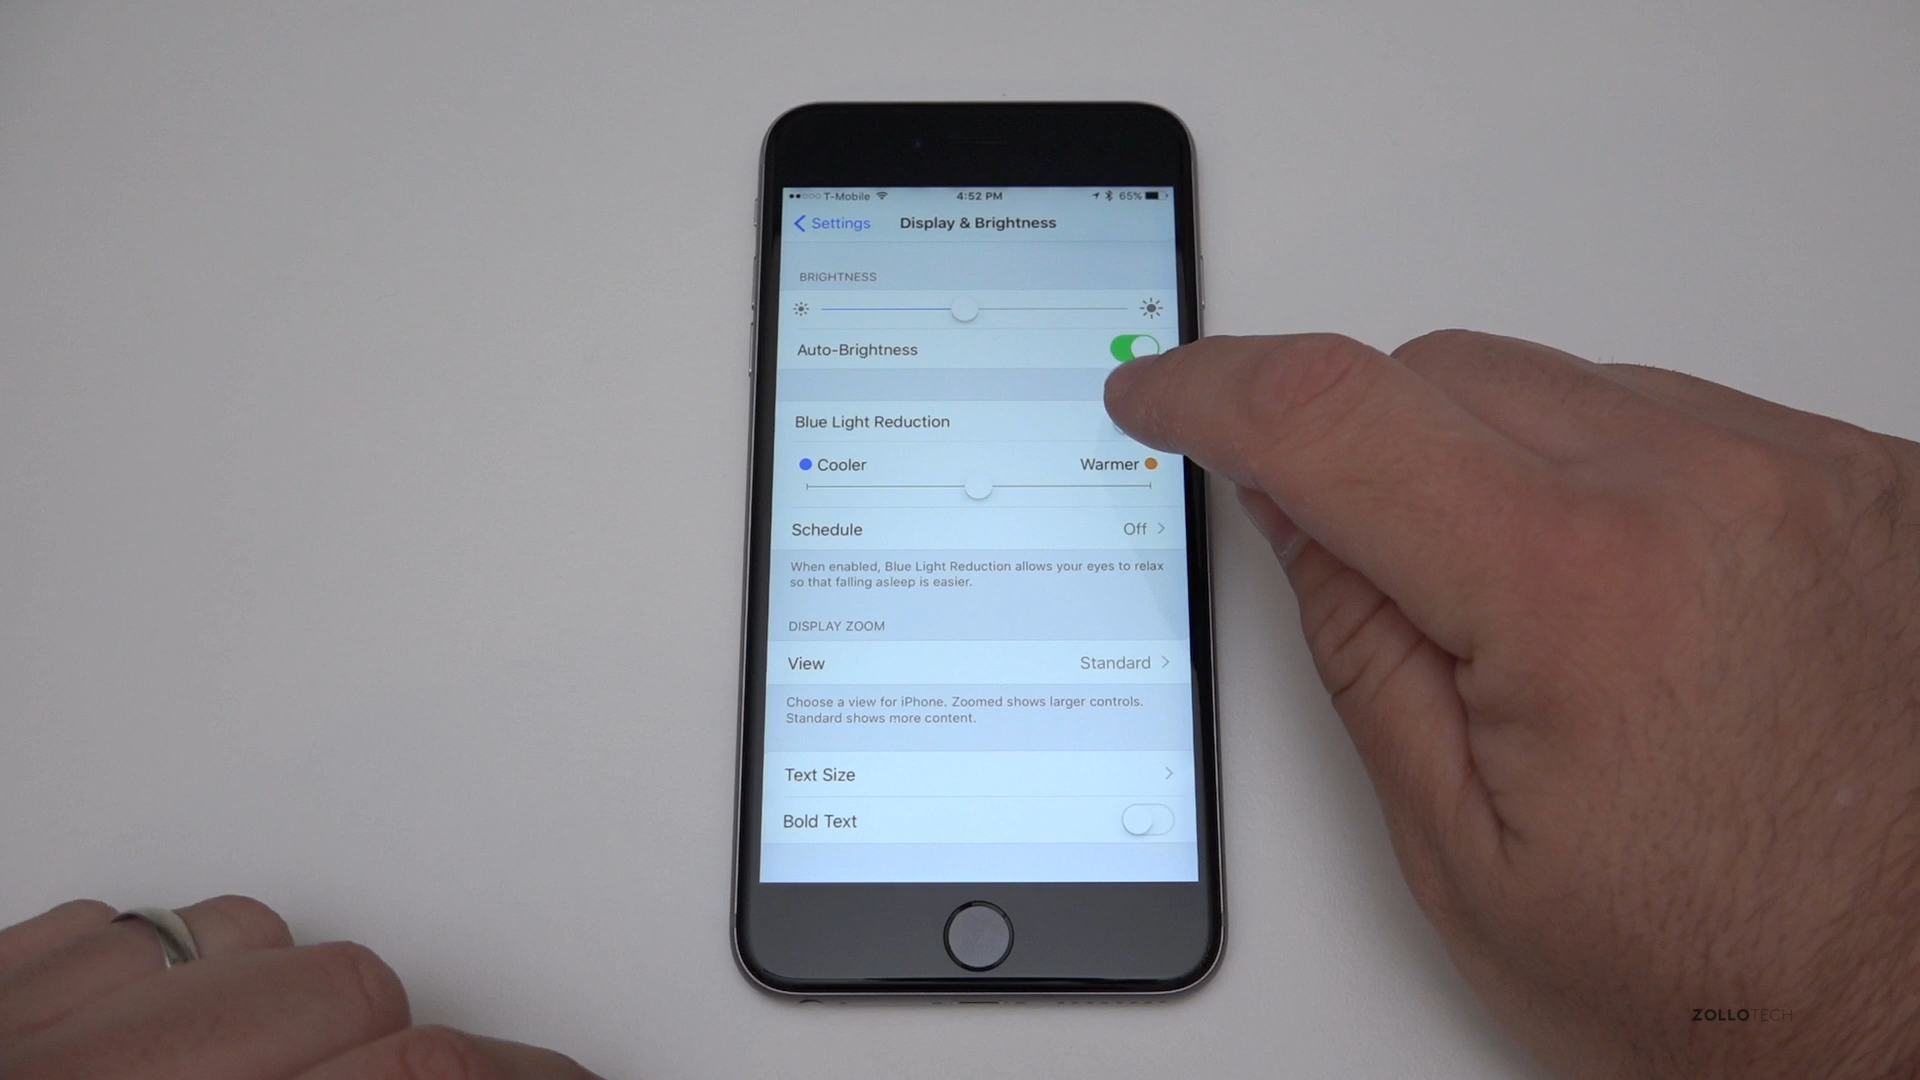 T-Mobile 4:52 PM 65%
Settings Display & Brightness
BRIGHTNESS
Auto-Brightness
Blue Light Reduction
Cooler Warmer
Schedule Off
When enabled, Blue Light Reduction allows your eyes to relax
so that falling asleep is easier.
DISPLAY ZOOM
View Standard
Choose a view for iPhone. Zoomed shows larger controls.
Standard shows more content.
Text Size
Bold Text
ZOLLOTECH